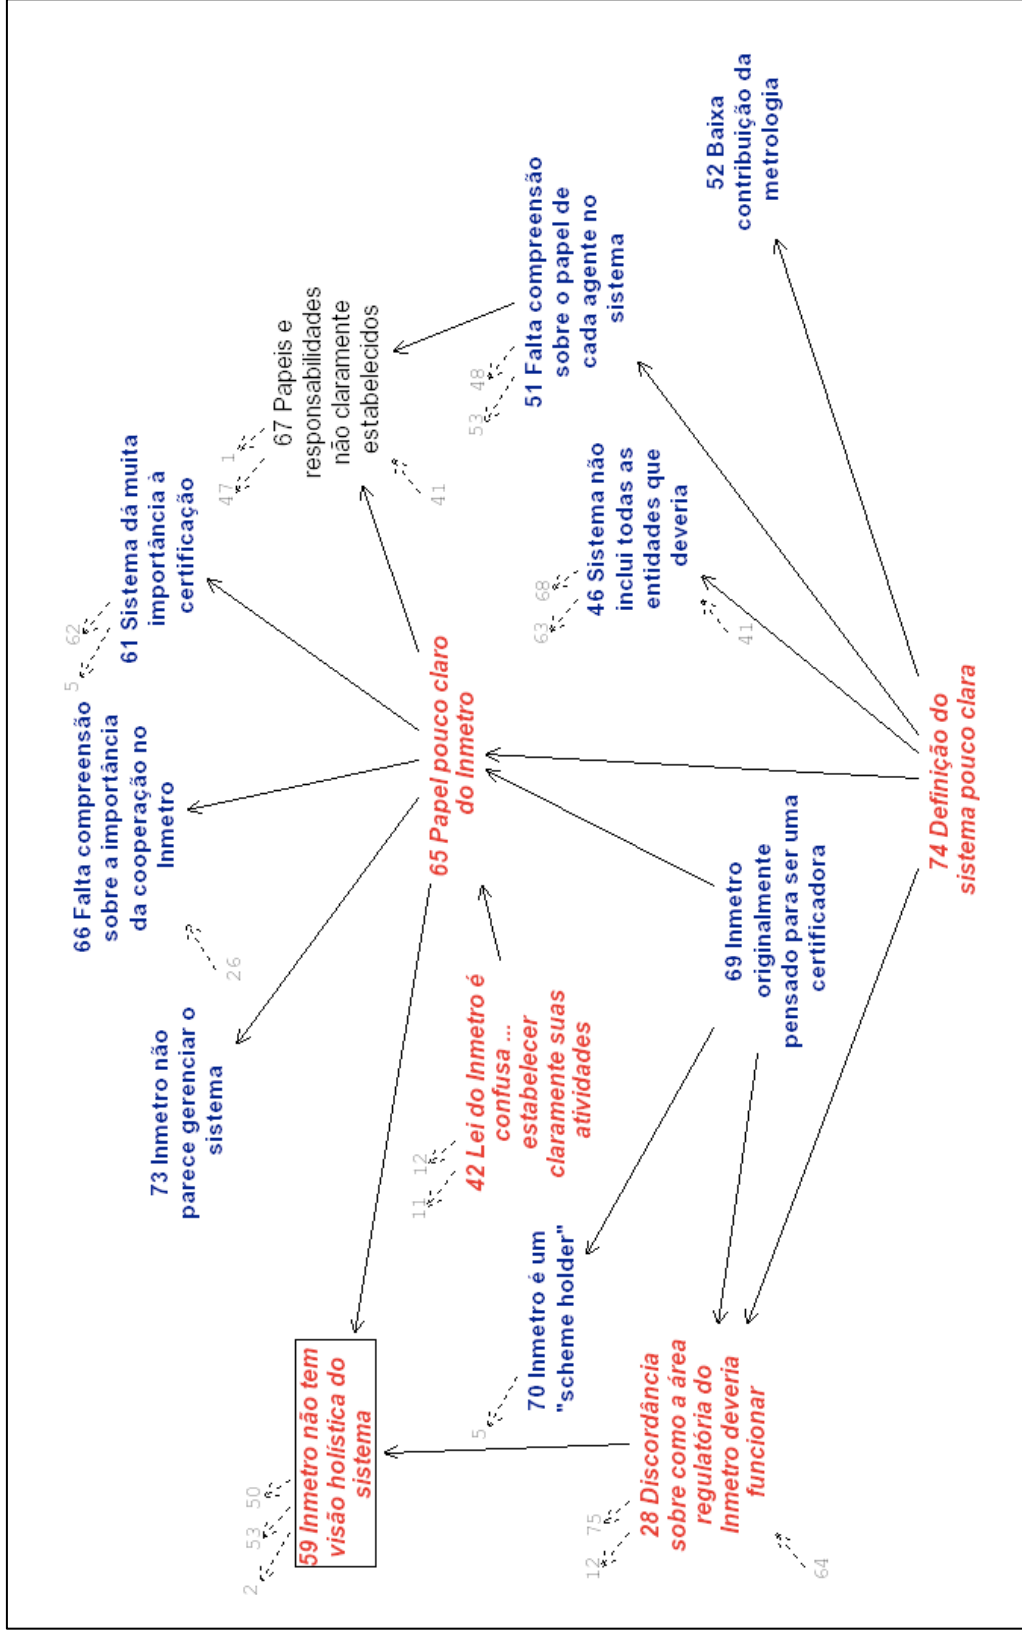 2
53
50
59 Inmetro não tem
visão holística do
sistema
73 Inmetro não
parece gerenciar o
sistema
26
66 Falta compreensão
sobre a importância
da cooperação no
Inmetro
5
62
61 Sistema dá muita
importância à
certificação
47
1
67 Papeis e
responsabilidades
não claramente
estabelecidos
41
11
12
42 Lei do Inmetro é
confusa ...
estabelecer
claramente suas
atividades
65 Papel pouco claro
do Inmetro
53
48
51 Falta compreensão
sobre o papel de
cada agente no
sistema
5
70 Inmetro é um
"scheme holder"
63
68
46 Sistema não
inclui todas as
entidades que
deveria
41
12
75
28 Discordância
sobre como a área
regulatória do
Inmetro deveria
funcionar
64
69 Inmetro
originalmente
pensado para ser uma
certificadora
52 Baixa
contribuição da
metrologia
74 Definição do
sistema pouco clara